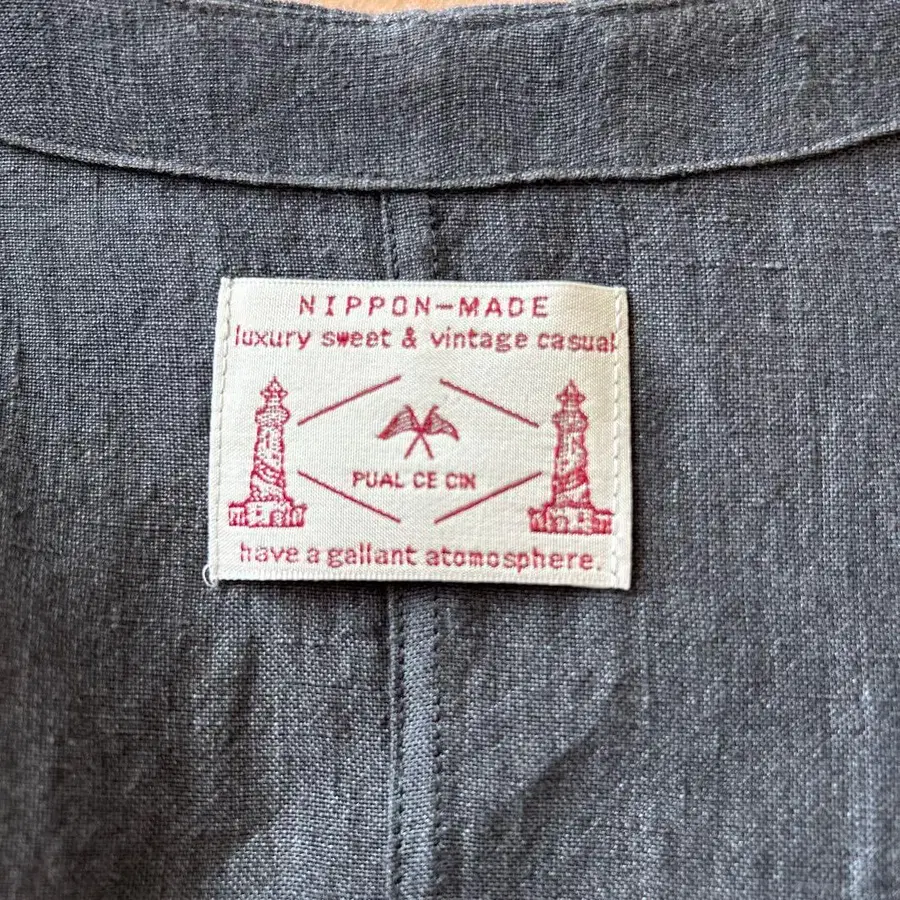 NIPPON-MADE
luxury sweet & vintage casual
PUAL CE CIN
have a gallant atomosphere.